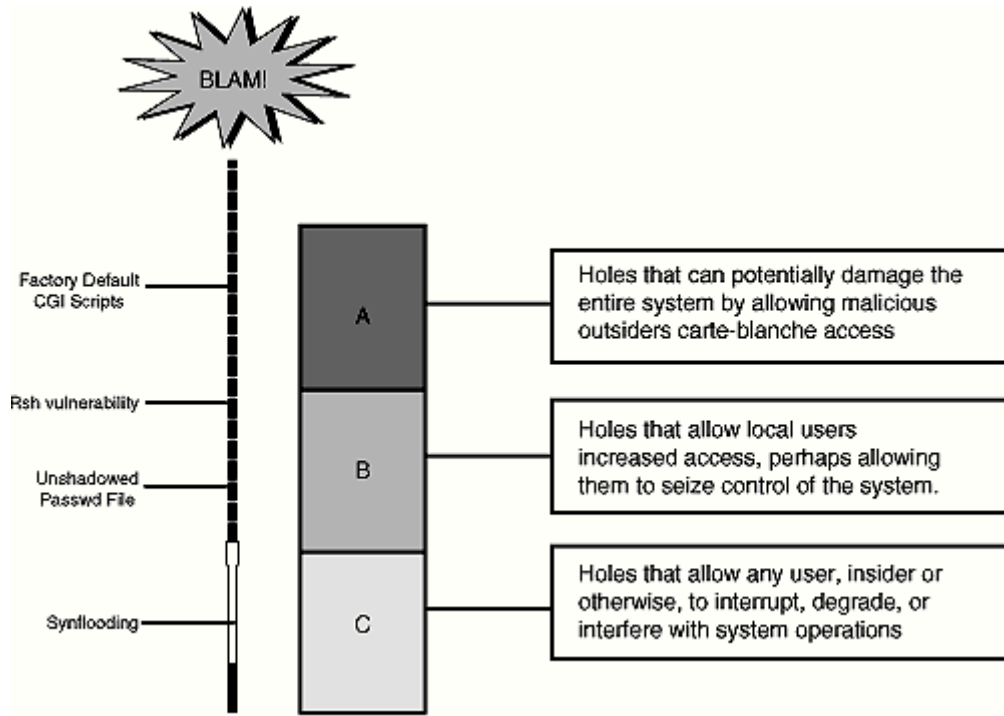 BLAM!
Factory Default
CGI Scripts
Rsh vulnerability
Unshadowed
Passwd File
Synflooding
A
B
C
Holes that can potentially damage the
entire system by allowing malicious
outsiders carte-blanche access
Holes that allow local users
increased access, perhaps allowing
them to seize control of the system.
Holes that allow any user, insider or
otherwise, to interrupt, degrade, or
interfere with system operations